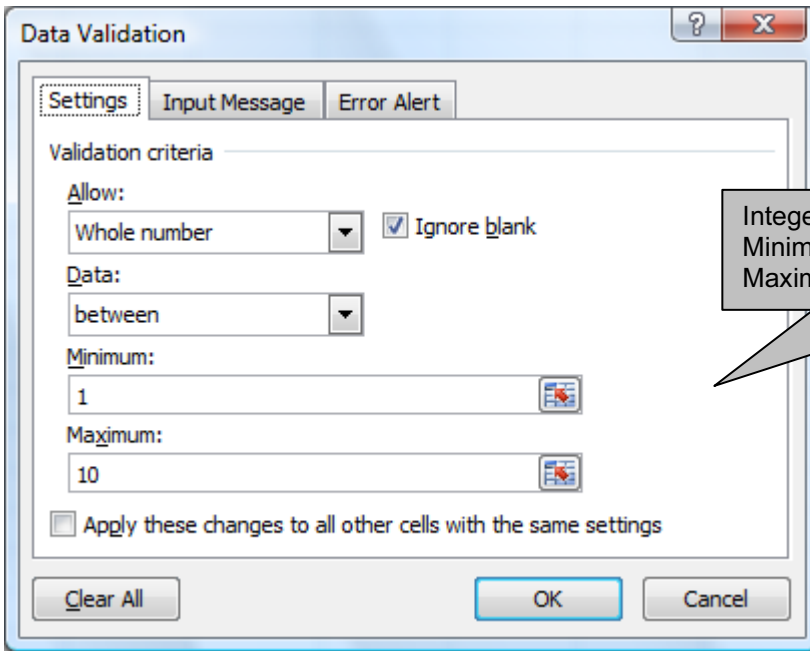 Data Validation
Settings Input Message Error Alert
Validation criteria
Allow:
Whole number Ignore blank
Data:
between
Minimum:
1
Maximum:
10
Apply these changes to all other cells with the same settings
Clear All OK Cancel